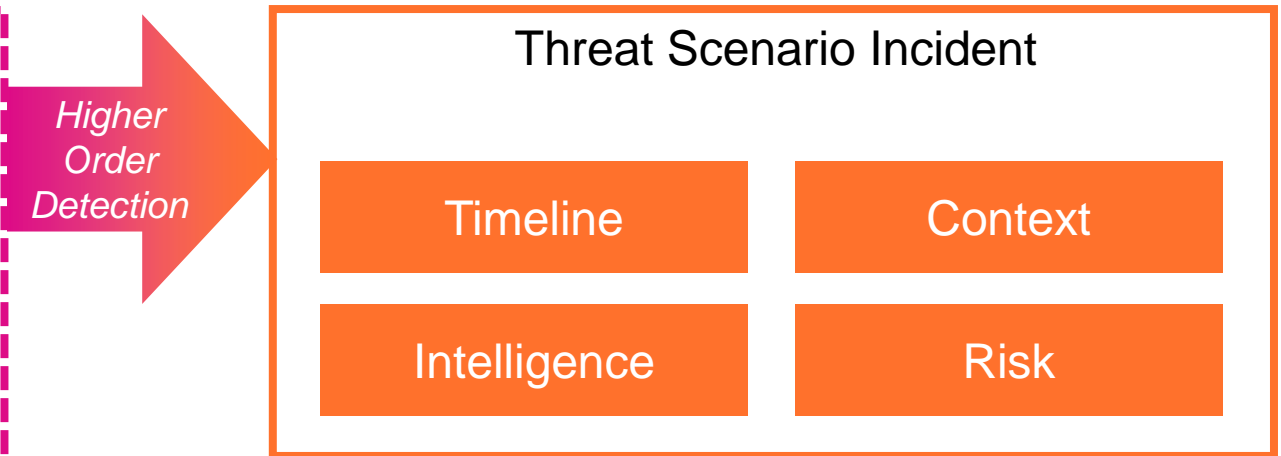 Threat Scenario Incident
Higher
Order
Detection
Timeline
Context
Intelligence
Risk